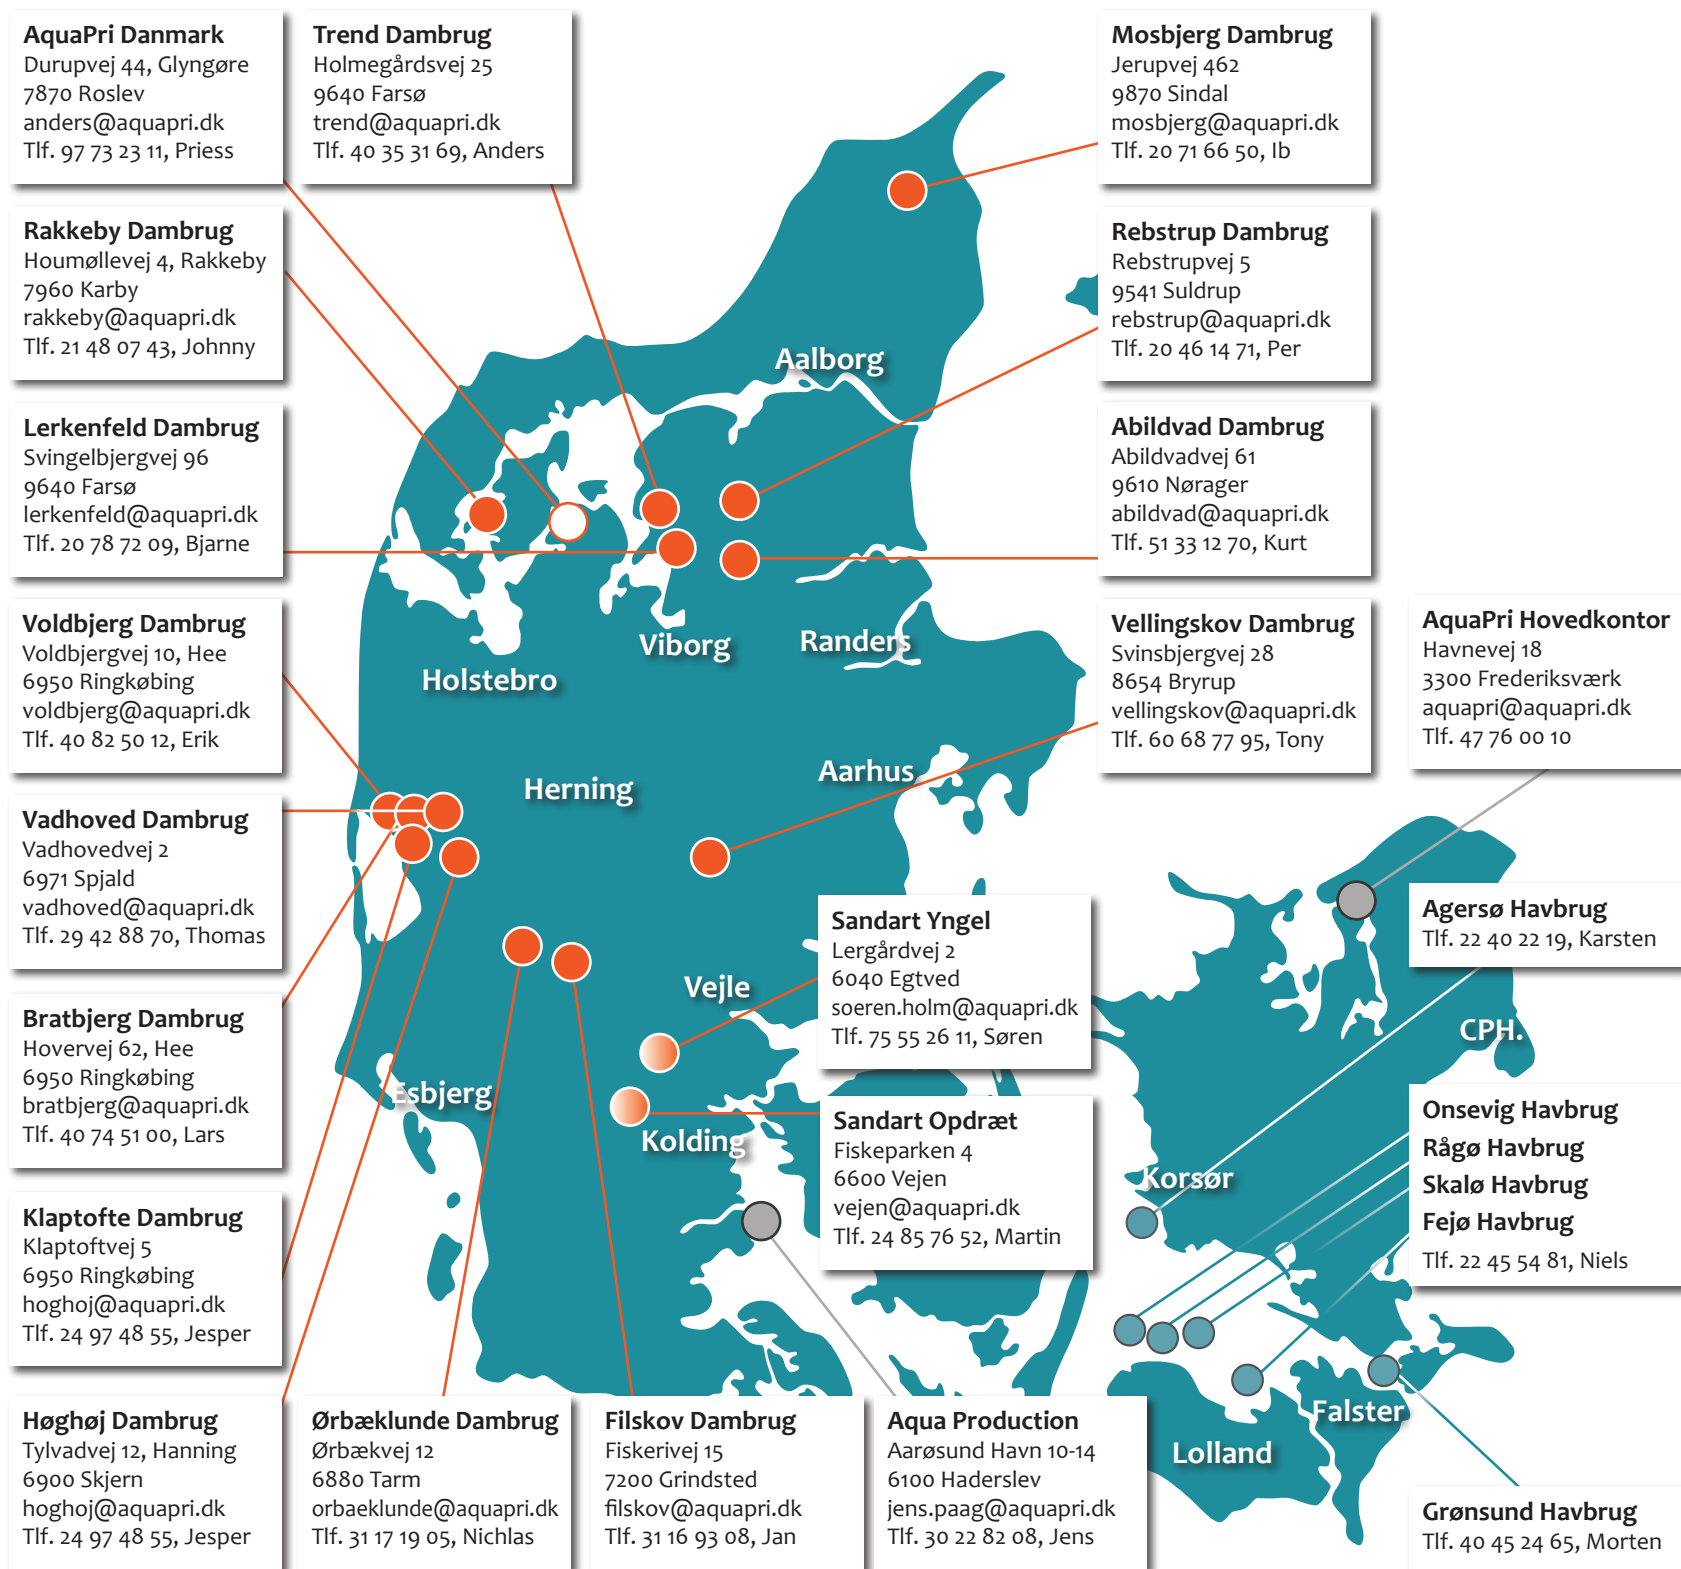 AquaPri Danmark
Durupvej 44, Glyngøre
7870 Roslev
anders@aquapri.dk
Tlf. 97 73 23 11, Priess
Trend Dambrug
Holmegårdsvej 25
9640 Farsø
trend@aquapri.dk
Tlf. 40 35 31 69, Anders
Mosbjerg Dambrug
Jerupvej 462
9870 Sindal
mosbjerg@aquapri.dk
Tlf. 20 71 66 50, Ib
Rakkeby Dambrug
Houmøllevej 4, Rakkeby
7960 Karby
rakkeby@aquapri.dk
Tlf. 21 48 07 43, Johnny
Rebstrup Dambrug
Rebstrupvej 5
9541 Suldrup
rebstrup@aquapri.dk
Tlf. 20 46 14 71, Per
Aalborg
Lerkenfeld Dambrug
Svingelbjergvej 96
9640 Farsø
lerkenfeld@aquapri.dk
Tlf. 20 78 72 09, Bjarne
Abildvad Dambrug
Abildvadvej 61
9610 Nørager
abildvad@aquapri.dk
Tlf. 51 33 12 70, Kurt
Voldbjerg Dambrug
Voldbjergvej 10, Hee
6950 Ringkøbing
voldbjerg@aquapri.dk
Tlf. 40 82 50 12, Erik
Holstebro
Viborg
Randers
Vellingskov Dambrug
Svinsbjergvej 28
8654 Bryrup
vellingskov@aquapri.dk
Tlf. 60 68 77 95, Tony
AquaPri Hovedkontor
Havnevej 18
3300 Frederiksværk
aquapri@aquapri.dk
Tlf. 47 76 00 10
Herning
Aarhus
Vadhoved Dambrug
Vadhovedvej 2
6971 Spjald
vadhoved@aquapri.dk
Tlf. 29 42 88 70, Thomas
Sandart Yngel
Lergårdvej 2
6040 Egtved
soeren.holm@aquapri.dk
Tlf. 75 55 26 11, Søren
Agersø Havbrug
Tlf. 22 40 22 19, Karsten
Vejle
CPH.
Bratbjerg Dambrug
Hovervej 62, Hee
6950 Ringkøbing
bratbjerg@aquapri.dk
Tlf. 40 74 51 00, Lars
Esbjerg
Kolding
Sandart Opdræt
Fiskeparken 4
6600 Vejen
vejen@aquapri.dk
Tlf. 24 85 76 52, Martin
Korsør
Onsevig Havbrug
Rågø Havbrug
Skalø Havbrug
Fejø Havbrug
Tlf. 22 45 54 81, Niels
Klaptofte Dambrug
Klaptoftvej 5
6950 Ringkøbing
hoghoj@aquapri.dk
Tlf. 24 97 48 55, Jesper
Falster
Lolland
Høghøj Dambrug
Tylvadvej 12, Hanning
6900 Skjern
hoghoj@aquapri.dk
Tlf. 24 97 48 55, Jesper
Ørbæklunde Dambrug
Ørbækvej 12
6880 Tarm
orbaeklunde@aquapri.dk
Tlf. 31 17 19 05, Nichlas
Filskov Dambrug
Fiskerivej 15
7200 Grindsted
filskov@aquapri.dk
Tlf. 31 16 93 08, Jan
Aqua Production
Aarøsund Havn 10-14
6100 Haderslev
jens.paag@aquapri.dk
Tlf. 30 22 82 08, Jens
Grønsund Havbrug
Tlf. 40 45 24 65, Morten